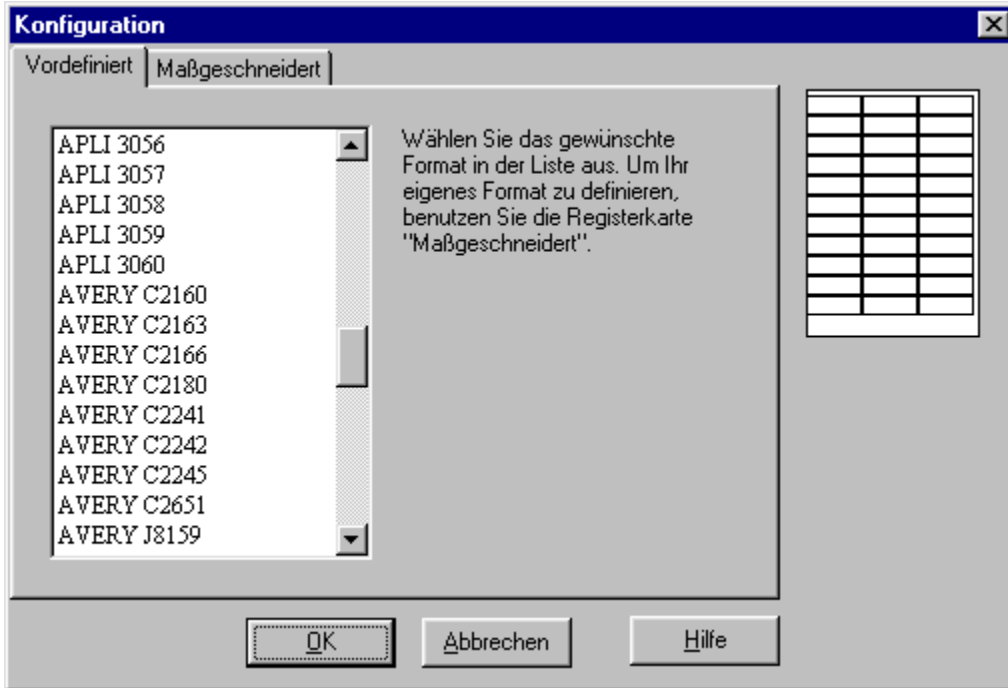 Konfiguration
Vordefiniert
Maßgeschneidert
APLI 3056
APLI 3057
APLI 3058
APLI 3059
APLI 3060
AVERY C2160
AVERY C2163
AVERY C2166
AVERY C2180
AVERY C2241
AVERY C2242
AVERY C2245
AVERY C2651
AVERY J8159
Wählen Sie das gewünschte
Format in der Liste aus. Um Ihr
eigenes Format zu definieren,
benutzen Sie die Registerkarte
"Maßgeschneidert".
OK
Abbrechen
Hilfe